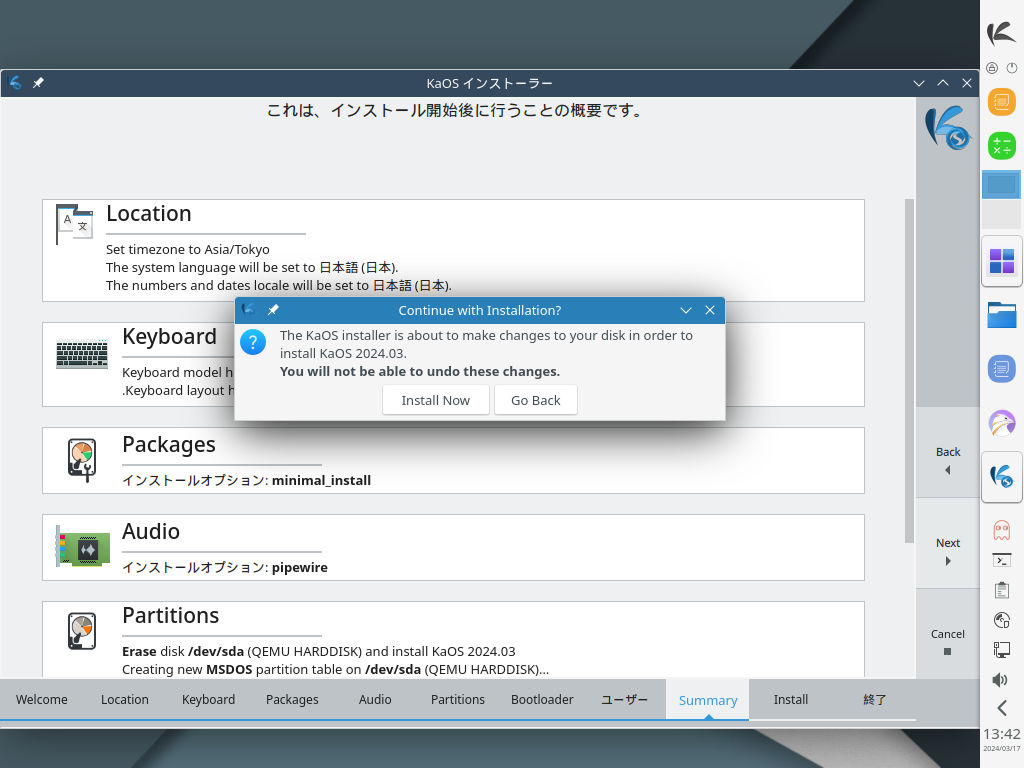 KaOS インストーラー
これは、インストール開始後に行うことの概要です。
Location
Set timezone to Asia/Tokyo
The system language will be set to 日本語 (日本).
The numbers and dates locale will be set to 日本語 (日本).
Continue with Installation?
The KaOS installer is about to make changes to your disk in order to
install KaOS 2024.03.
You will not be able to undo these changes.
Install Now
Go Back
Keyboard
Keyboard model h
.Keyboard layout h
Packages
インストールオプション: minimal_install
Audio
インストールオプション: pipewire
Partitions
Erase disk /dev/sda (QEMU HARDDISK) and install KaOS 2024.03
Creating new MSDOS partition table on /dev/sda (QEMU HARDDISK)...
Back
Next
Cancel
Welcome
Location
Keyboard
Packages
Audio
Partitions
Bootloader
ユーザー
Summary
Install
終了
13:42
2024/03/17